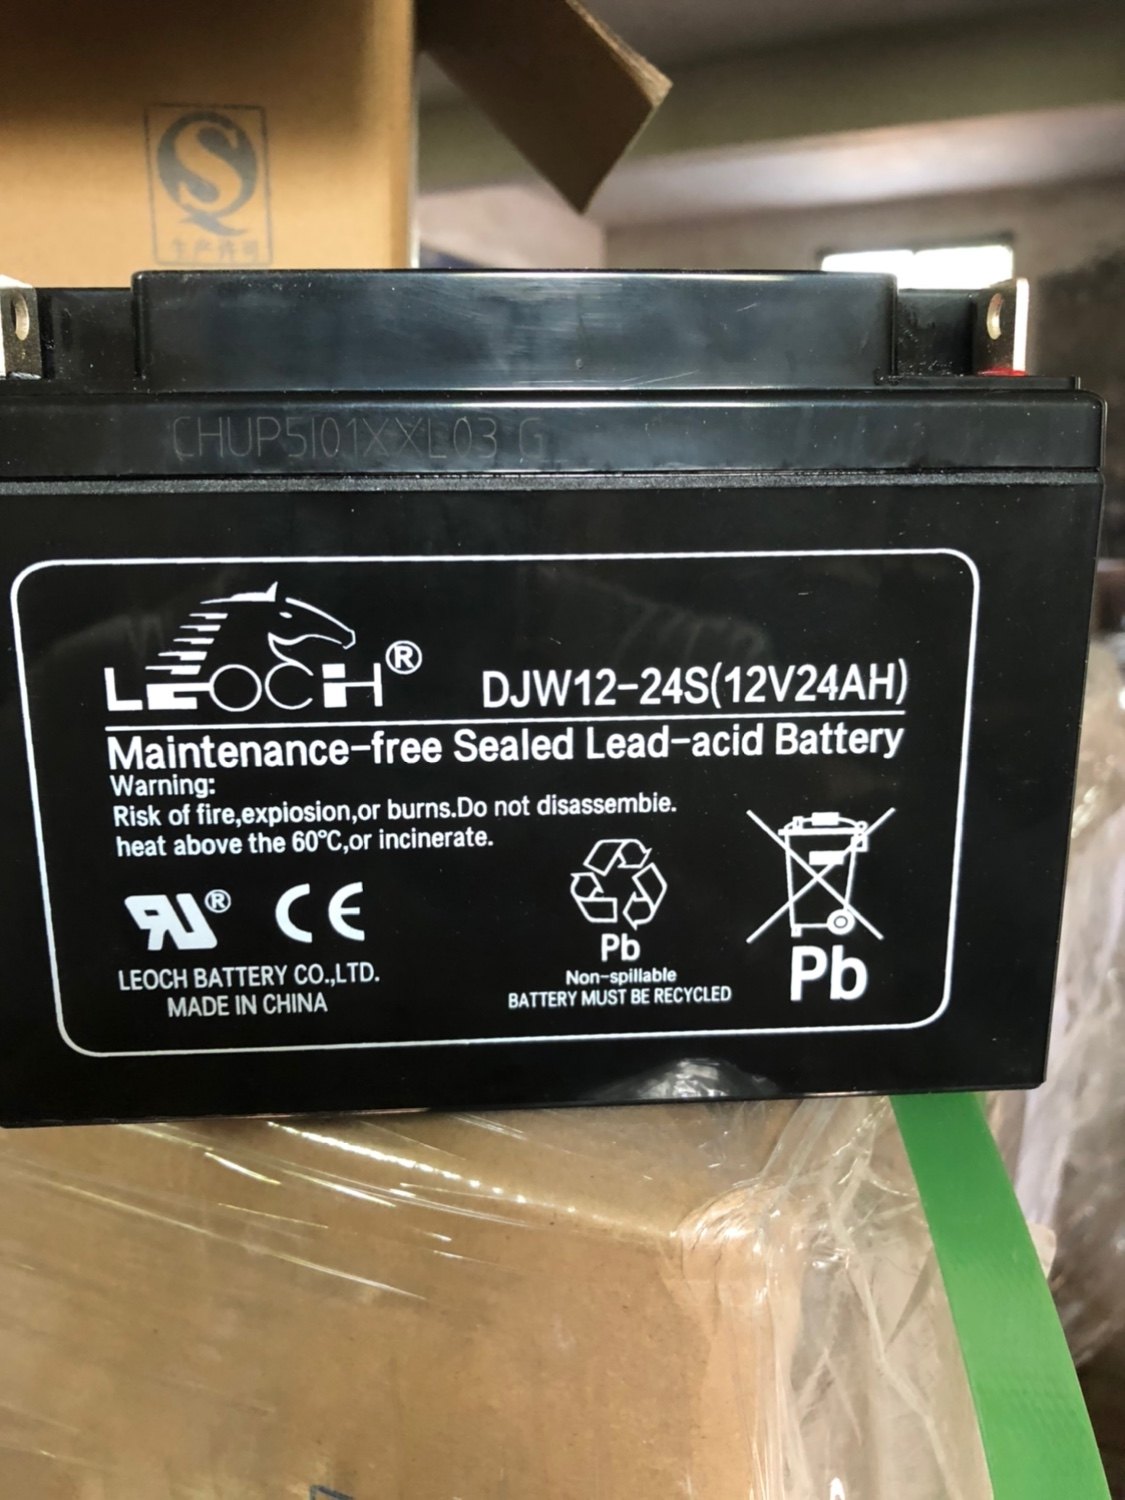 CHUP5I01XXL03 G
LEOCH®
DJW12-24S(12V24AH)
Maintenance-free Sealed Lead-acid Battery
Warning:
Risk of fire,expiosion,or burns.Do not disassembie.
heat above the 60℃,or incinerate.
RU® CE
LEOCH BATTERY CO.,LTD.
MADE IN CHINA
Pb
Non-spillable
BATTERY MUST BE RECYCLED
Pb